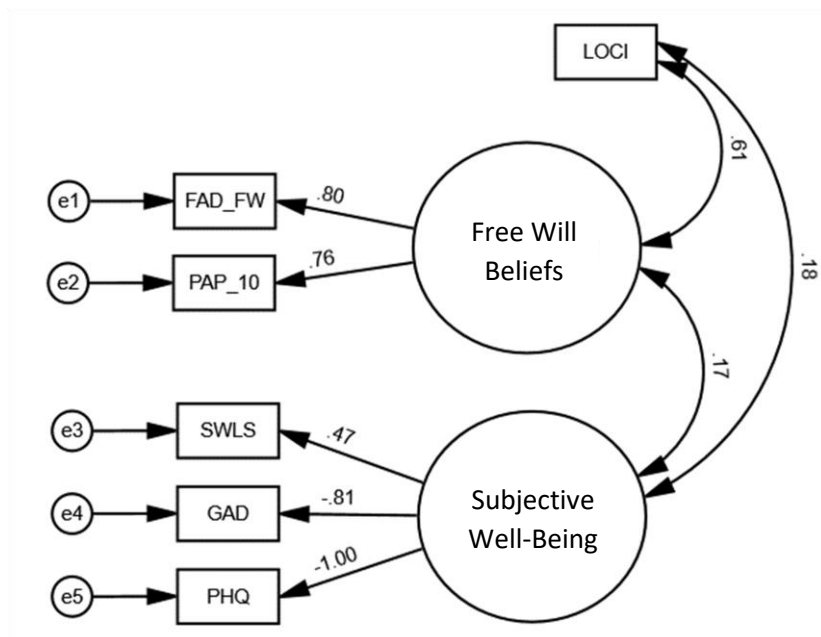 LOCI
.61
.18
e1
FAD_FW
.80
e2
PAP_10
.76
Free Will
Beliefs
.17
e3
SWLS
.47
e4
GAD
-.81
e5
PHQ
-1.00
Subjective
Well-Being